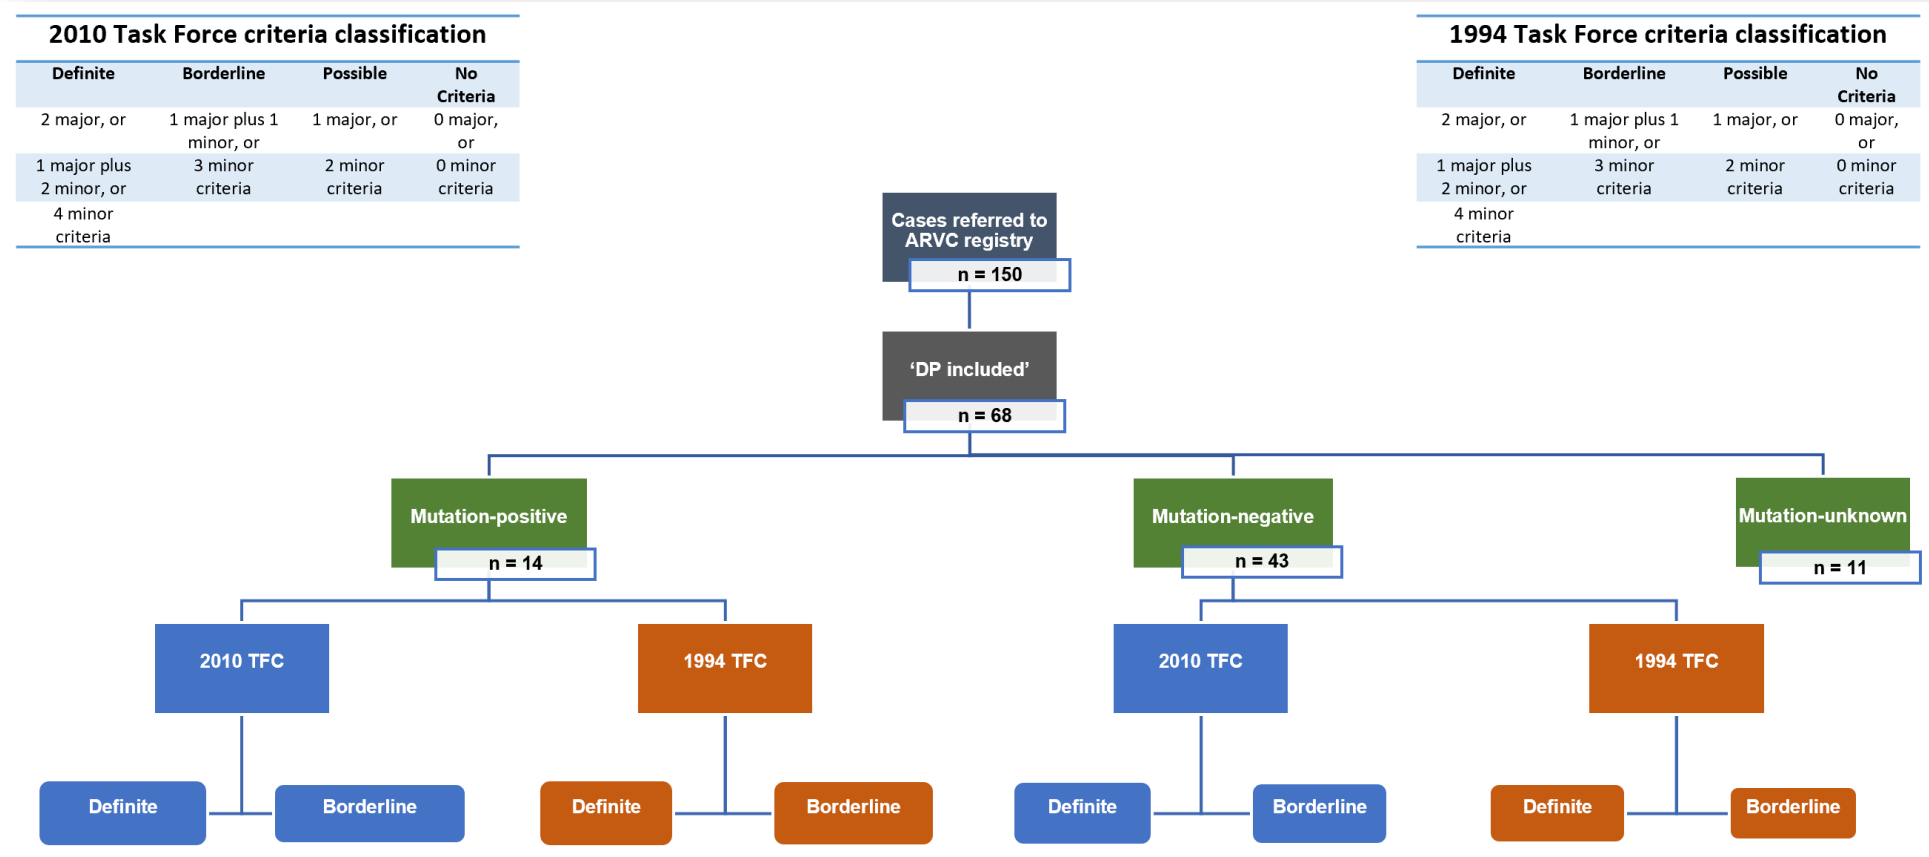 2010 Task Force criteria classification
Definite Borderline Possible No
Criteria
2 major, or 1 major plus 1 1 major, or 0 major,
minor, or or
1 major plus 3 minor 2 minor 0 minor
2 minor, or criteria criteria criteria
4 minor
criteria
1994 Task Force criteria classification
Definite Borderline Possible No
Criteria
2 major, or 1 major plus 1 1 major, or 0 major,
minor, or or
1 major plus 3 minor 2 minor 0 minor
2 minor, or criteria criteria criteria
4 minor
criteria
Cases referred to
ARVC registry
n = 150
‘DP included’
n = 68
Mutation-positive
n = 14
Mutation-negative
n = 43
Mutation-unknown
n = 11
2010 TFC
1994 TFC
2010 TFC
1994 TFC
Definite
Borderline
Definite
Borderline
Definite
Borderline
Definite
Borderline